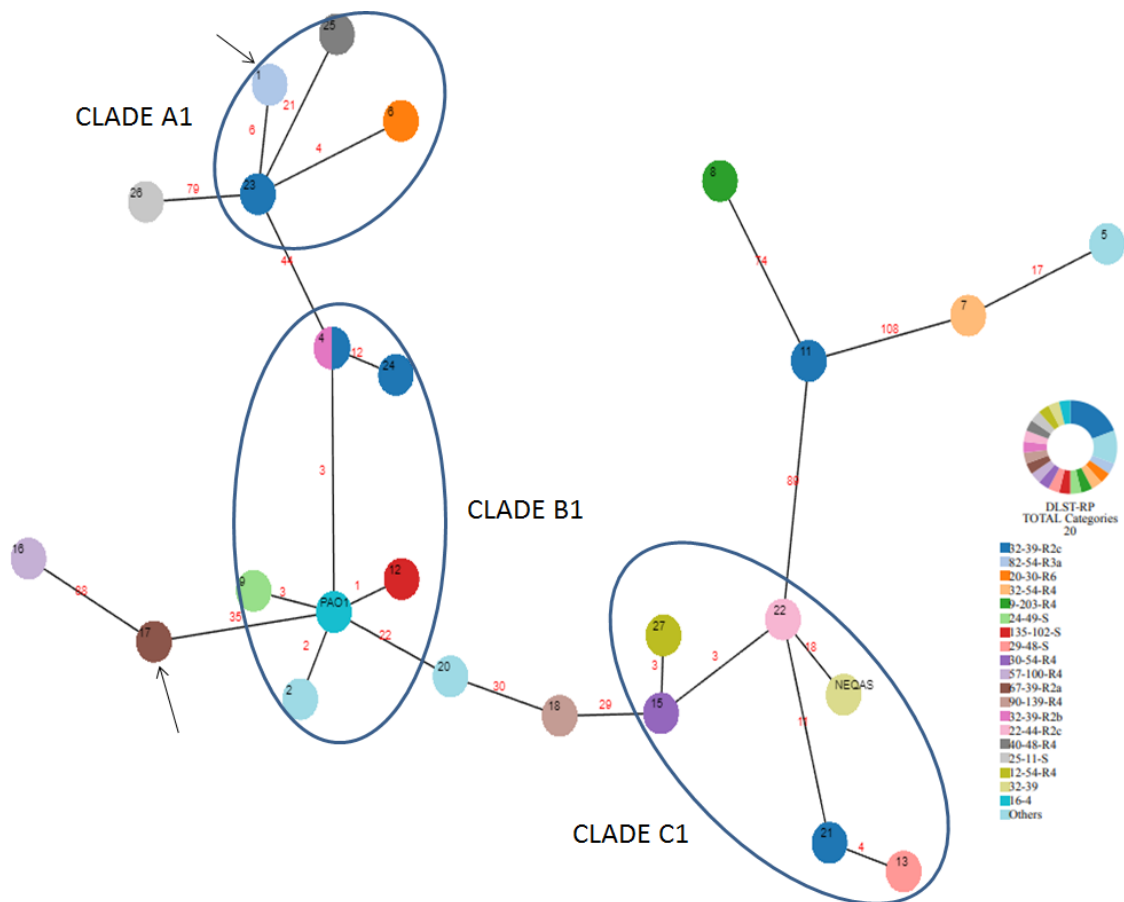 25
1
CLADE A1
21
6
6
4
8
26
79
23
5
44
74
17
7
108
4
12
24
11
3
89
CLADE B1
DLST-RP
TOTAL Categories
20
16
9
3
12
1
PAO1
88
35
17
22
2
2
20
30
18
29
27
3
15
3
22
18
NEQAS
11
CLADE C1
21
4
13
32-39-R2c
82-54-R3a
20-30-R6
32-54-R4
9-203-R4
24-49-S
135-102-S
29-48-S
30-54-R4
57-100-R4
67-39-R2a
90-139-R4
32-39-R2b
22-44-R2c
40-48-R4
25-11-S
12-54-R4
32-39
16-4
Others